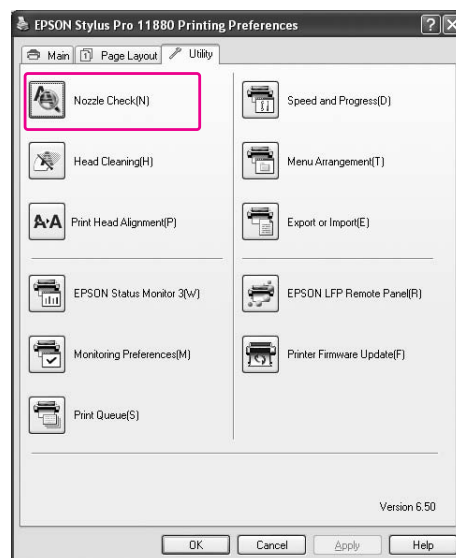 EPSON Stylus Pro 11880 Printing Preferences
Main
Page Layout
Utility
Nozzle Check(N)
Speed and Progress(D)
Head Cleaning(H)
Menu Arrangement(T)
A·A
Print Head Alignment(P)
Export or Import(E)
EPSON Status Monitor 3(W)
EPSON LFP Remote Panel(R)
Monitoring Preferences(M)
Printer Firmware Update(F)
Print Queue(S)
Version 6.50
OK
Cancel
Apply
Help